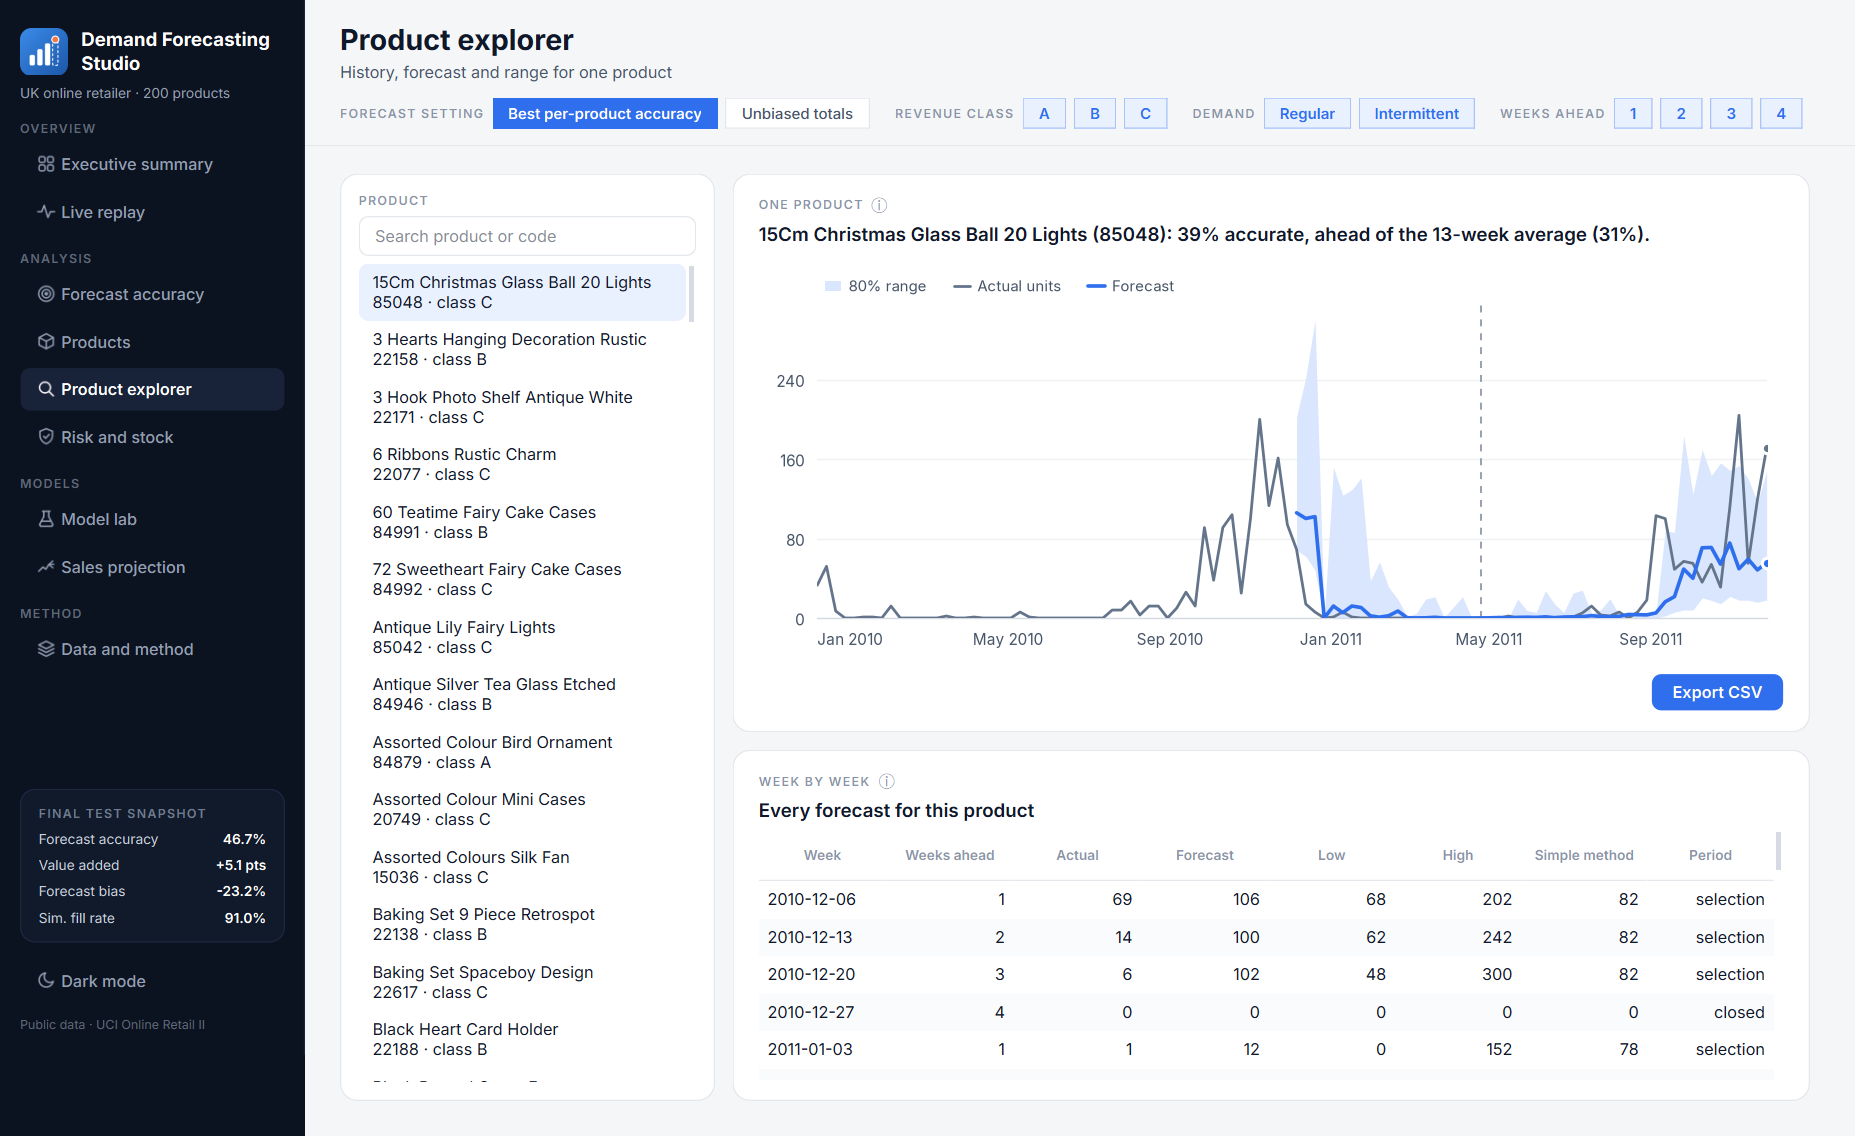 Demand Forecasting
Studio
UK online retailer · 200 products
OVERVIEW
Executive summary
Live replay
ANALYSIS
Forecast accuracy
Products
Product explorer
Risk and stock
MODELS
Model lab
Sales projection
METHOD
Data and method
FINAL TEST SNAPSHOT
Forecast accuracy 46.7%
Value added +5.1 pts
Forecast bias -23.2%
Sim. fill rate 91.0%
Dark mode
Public data · UCI Online Retail II
Product explorer
History, forecast and range for one product
FORECAST SETTING Best per-product accuracy Unbiased totals REVENUE CLASS A B C DEMAND Regular Intermittent WEEKS AHEAD 1 2 3 4
PRODUCT
Search product or code
15Cm Christmas Glass Ball 20 Lights
85048 · class C
3 Hearts Hanging Decoration Rustic
22158 · class B
3 Hook Photo Shelf Antique White
22171 · class C
6 Ribbons Rustic Charm
22077 · class C
60 Teatime Fairy Cake Cases
84991 · class B
72 Sweetheart Fairy Cake Cases
84992 · class C
Antique Lily Fairy Lights
85042 · class C
Antique Silver Tea Glass Etched
84946 · class B
Assorted Colour Bird Ornament
84879 · class A
Assorted Colour Mini Cases
20749 · class C
Assorted Colours Silk Fan
15036 · class C
Baking Set 9 Piece Retrospot
22138 · class B
Baking Set Spaceboy Design
22617 · class C
Black Heart Card Holder
22188 · class B
ONE PRODUCT
15Cm Christmas Glass Ball 20 Lights (85048): 39% accurate, ahead of the 13-week average (31%).
80% range Actual units Forecast
240
160
80
0
Jan 2010 May 2010 Sep 2010 Jan 2011 May 2011 Sep 2011
Export CSV
WEEK BY WEEK
Every forecast for this product
Week Weeks ahead Actual Forecast Low High Simple method Period
2010-12-06 1 69 106 68 202 82 selection
2010-12-13 2 14 100 62 242 82 selection
2010-12-20 3 6 102 48 300 82 selection
2010-12-27 4 0 0 0 0 0 closed
2011-01-03 1 1 12 0 152 78 selection